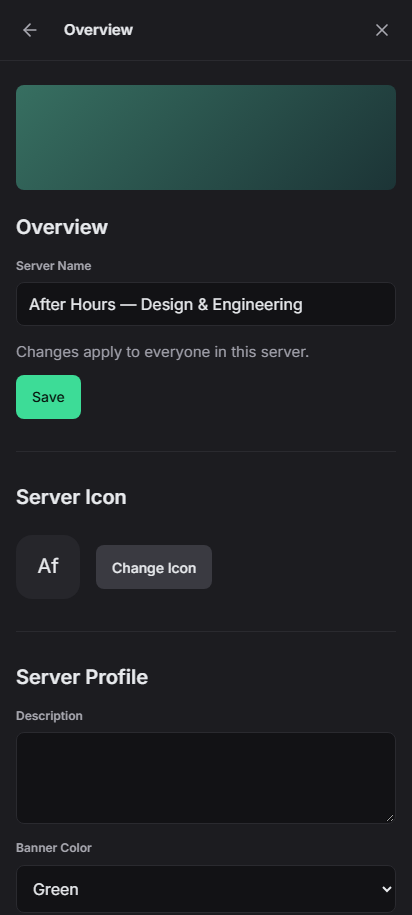 Overview
Overview
Server Name
After Hours — Design & Engineering
Changes apply to everyone in this server.
Save
Server Icon
Af
Change Icon
Server Profile
Description
Banner Color
Green